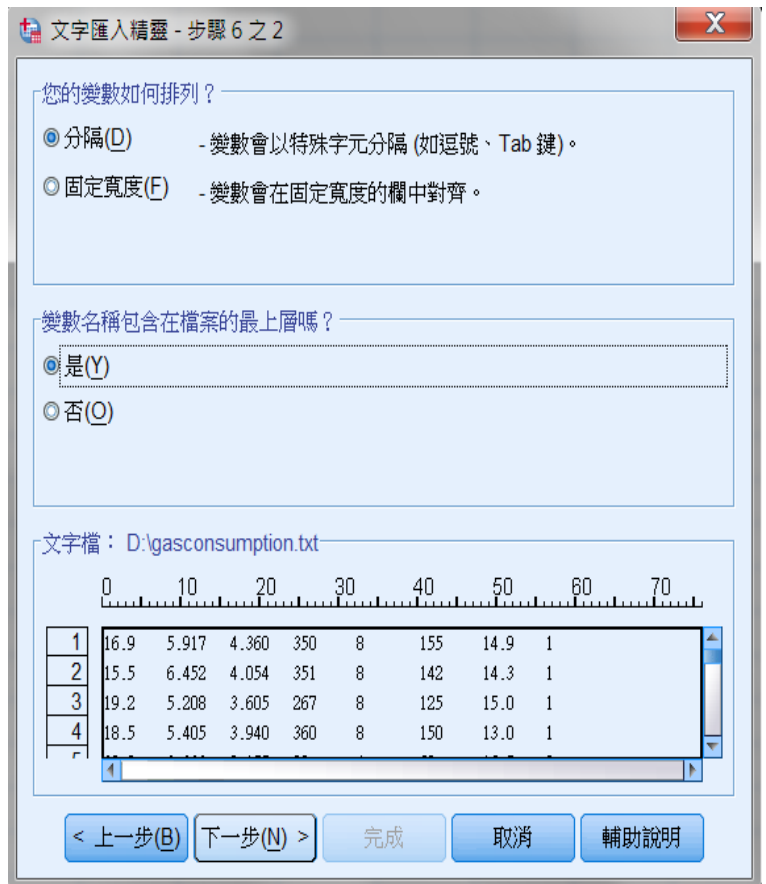 文字匯入精靈 - 步驟 6 之 2
X
您的變數如何排列？
分隔(D) - 變數會以特殊字元分隔 (如逗號、Tab 鍵)。
固定寬度(F) - 變數會在固定寬度的欄中對齊。
變數名稱包含在檔案的最上層嗎？
是(Y)
否(O)
文字檔： D:\gasconsumption.txt
0 10 20 30 40 50 60 70
1 16.9 5.917 4.360 350 8 155 14.9 1
2 15.5 6.452 4.054 351 8 142 14.3 1
3 19.2 5.208 3.605 267 8 125 15.0 1
4 18.5 5.405 3.940 360 8 150 13.0 1
< 上一步(B) 下一步(N) > 完成 取消 輔助說明